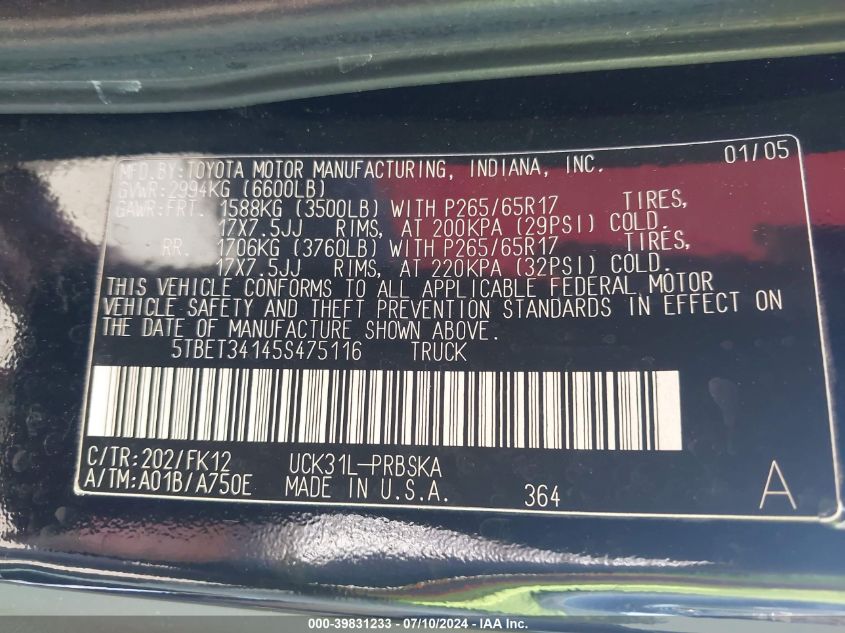 MFD.BY:TOYOTA MOTOR MANUFACTURING, INDIANA, INC. 01/05
GVWR:2994KG (6600LB)
GAWR:FRT. 1588KG (3500LB) WITH P265/65R17 TIRES,
17X7.5JJ RIMS, AT 200KPA (29PSI) COLD.
RR. 1706KG (3760LB) WITH P265/65R17 TIRES,
17X7.5JJ RIMS, AT 220KPA (32PSI) COLD.
THIS VEHICLE CONFORMS TO ALL APPLICABLE FEDERAL MOTOR
VEHICLE SAFETY AND THEFT PREVENTION STANDARDS IN EFFECT ON
THE DATE OF MANUFACTURE SHOWN ABOVE.
5TBET34145S475116 TRUCK
C/TR:202/FK12 UCK31L-PRBSKA
A/TM:A01B/A750E MADE IN U.S.A. 364 A
000-39831233 - 07/10/2024 - IAA Inc.